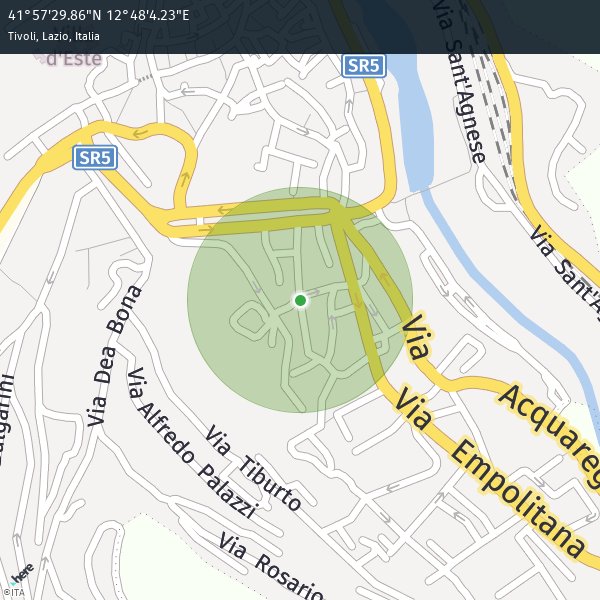 41°57'29.86"N 12°48'4.23"E
Tivoli, Lazio, Italia
d'Este
SR5
Via Sant'Agnese
SR5
Via Sant'A
Via Dea Bona
Via
Acquareg
Via Empolitana
Via Alfredo Palazzi
Via Tiburto
Via Rosario
here
©ITA